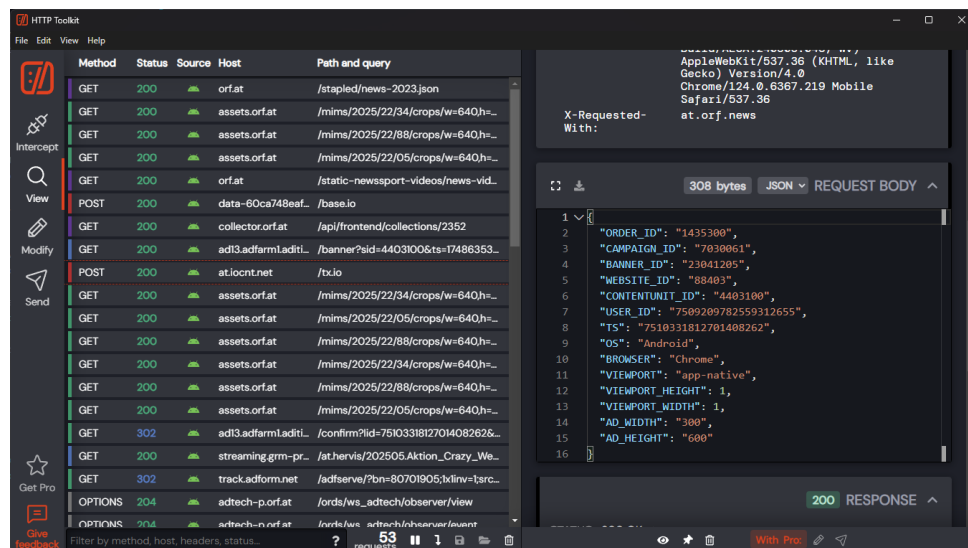 HTTP Toolkit
File Edit View Help
Method Status Source Host Path and query
GET 200 orf.at /stapled/news-2023.json
GET 200 assets.orf.at /mims/2025/22/34/crops/w=640,h=...
GET 200 assets.orf.at /mims/2025/22/88/crops/w=640,h=...
GET 200 assets.orf.at /mims/2025/22/05/crops/w=640,h=...
GET 200 orf.at /static-newssport-videos/news-vid...
POST 200 data-60ca748eaf... /base.io
GET 200 collector.orf.at /api/frontend/collections/2352
GET 200 ad13.adfarm1.aditi... /banner?sid=4403100&ts=17486353...
POST 200 at.iocnt.net /tx.io
GET 200 assets.orf.at /mims/2025/22/34/crops/w=640,h=...
GET 200 assets.orf.at /mims/2025/22/34/crops/w=640,h=...
GET 200 assets.orf.at /mims/2025/22/88/crops/w=640,h=...
GET 200 assets.orf.at /mims/2025/22/34/crops/w=640,h=...
GET 200 assets.orf.at /mims/2025/22/88/crops/w=640,h=...
GET 200 assets.orf.at /mims/2025/22/05/crops/w=640,h=...
GET 302 ad13.adfarm1.aditi... /confirm?lid=7510331812701408262&...
GET 200 streaming.grm-pr... /at.hervis/202505.Aktion_Crazy_We...
GET 302 track.adform.net /adfserve/?bn=80701905;1x1inv=1;src...
OPTIONS 204 adtech-p.orf.at /ords/ws_adtech/observer/view
OPTIONS 204 adtech-p.orf.at /ords/ws_adtech/observer/event
Intercept
View
Modify
Send
Get Pro
Give
feedback
Filter by method, host, headers, status... ? 53
requests
AppleWebKit/537.36 (KHTML, like
Gecko) Version/4.0
Chrome/124.0.6367.219 Mobile
Safari/537.36
X-Requested-With: at.orf.news
308 bytes JSON REQUEST BODY
1 {
2 "ORDER_ID": "1435300",
3 "CAMPAIGN_ID": "7030061",
4 "BANNER_ID": "23041205",
5 "WEBSITE_ID": "88403",
6 "CONTENTUNIT_ID": "4403100",
7 "USER_ID": "7509209782559312655",
8 "TS": "7510331812701408262",
9 "OS": "Android",
10 "BROWSER": "Chrome",
11 "VIEWPORT": "app-native",
12 "VIEWPORT_HEIGHT": 1,
13 "VIEWPORT_WIDTH": 1,
14 "AD_WIDTH": "300",
15 "AD_HEIGHT": "600"
16 }
200 RESPONSE
With Pro: